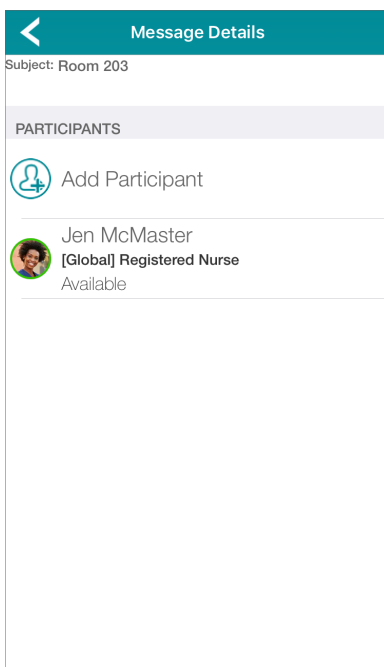 Message Details
Subject: Room 203
PARTICIPANTS
Add Participant
Jen McMaster
[Global] Registered Nurse
Available